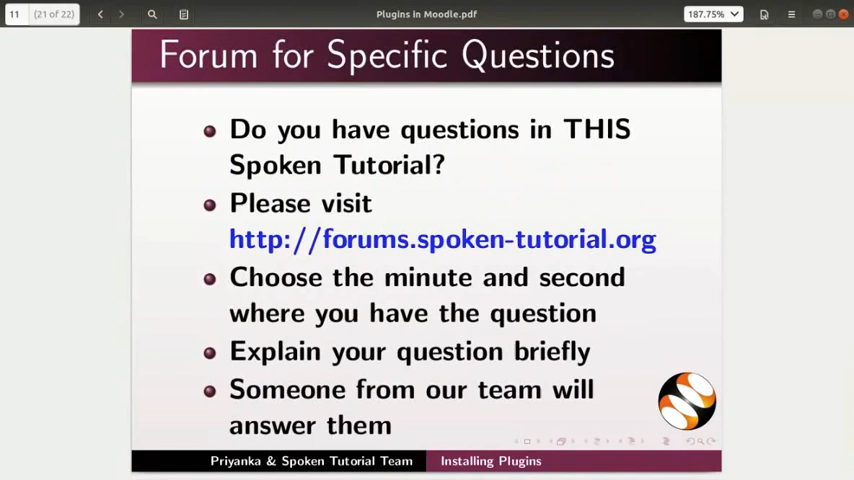 11 (21 of 22) Plugins in Moodle.pdf 187.75%
Forum for Specific Questions
Do you have questions in THIS
Spoken Tutorial?
Please visit
http://forums.spoken-tutorial.org
Choose the minute and second
where you have the question
Explain your question briefly
Someone from our team will
answer them
Priyanka & Spoken Tutorial Team Installing Plugins